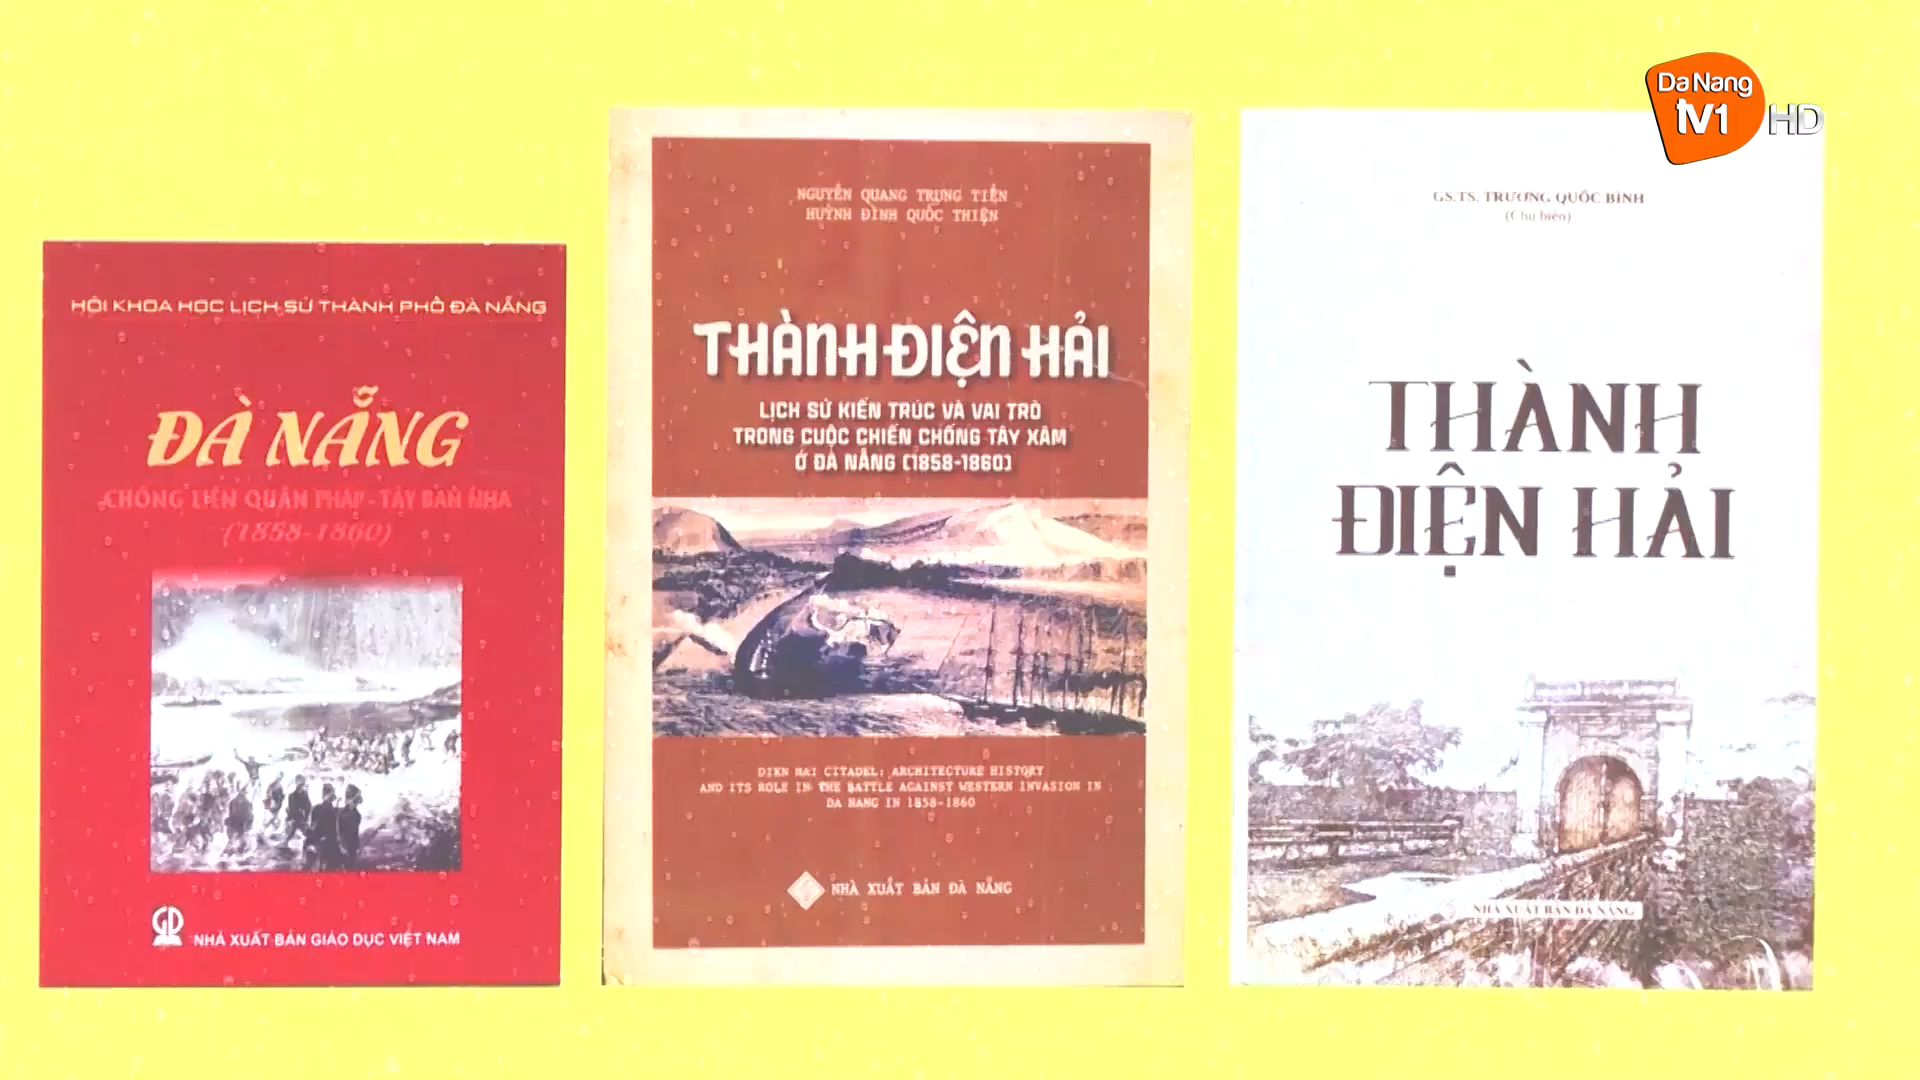 Da Nang
TV1 HD
HỘI KHOA HỌC LỊCH SỬ THÀNH PHỐ ĐÀ NẴNG
ĐÀ NẴNG
CHỐNG LIÊN QUÂN PHÁP - TÂY BAN NHA
(1858-1860)
NHÀ XUẤT BẢN GIÁO DỤC VIỆT NAM
NGUYỄN QUANG TRUNG TIẾN
HUỲNH ĐÌNH QUỐC THIỆN
THÀNH ĐIỆN HẢI
LỊCH SỬ KIẾN TRÚC VÀ VAI TRÒ
TRONG CUỘC CHIẾN CHỐNG TÂY XÂM
Ở ĐÀ NẴNG (1858-1860)
DIEN HAI CITADEL: ARCHITECTURE HISTORY
AND ITS ROLE IN THE BATTLE AGAINST WESTERN INVASION IN
DA NANG IN 1858-1860
NHÀ XUẤT BẢN ĐÀ NẴNG
GS.TS. TRƯƠNG QUỐC BÌNH
(Chủ biên)
THÀNH
ĐIỆN HẢI
NHÀ XUẤT BẢN ĐÀ NẴNG